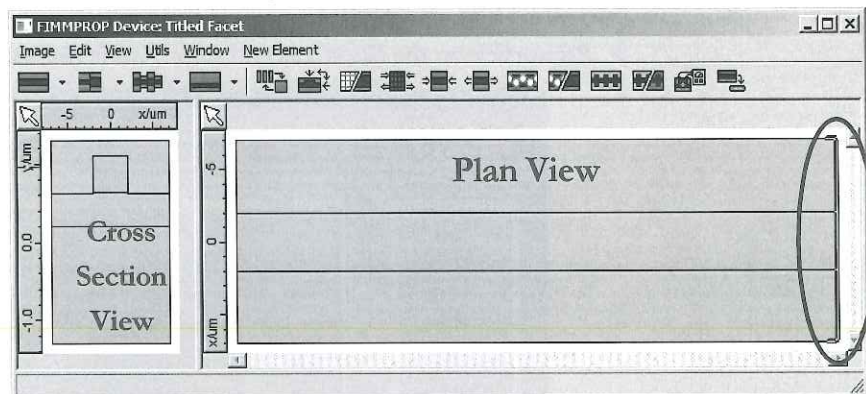 FIMMPROP Device: Titled Facet
Image Edit View Utils Window New Element
-5 0 x/um
y/um
0.0
-1.0
Cross
Section
View
-5
0
x/um
Plan View